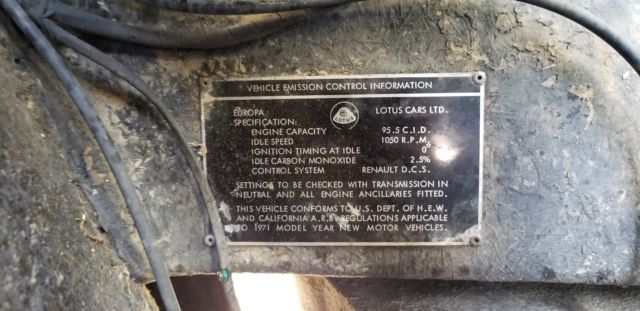 VEHICLE EMISSION CONTROL INFORMATION
EUROPA LOTUS LOTUS CARS LTD.
SPECIFICATION:
ENGINE CAPACITY 95.5 C.I.D.
IDLE SPEED 1050 R.P.M.
IGNITION TIMING AT IDLE 0°
IDLE CARBON MONOXIDE 2.5%
CONTROL SYSTEM RENAULT D.C.S.
SETTINGS TO BE CHECKED WITH TRANSMISSION IN
NEUTRAL AND ALL ENGINE ANCILLARIES FITTED.
THIS VEHICLE CONFORMS TO U.S. DEPT. OF H.E.W.
AND CALIFORNIA A.R.B. REGULATIONS APPLICABLE
TO 1971 MODEL YEAR NEW MOTOR VEHICLES.